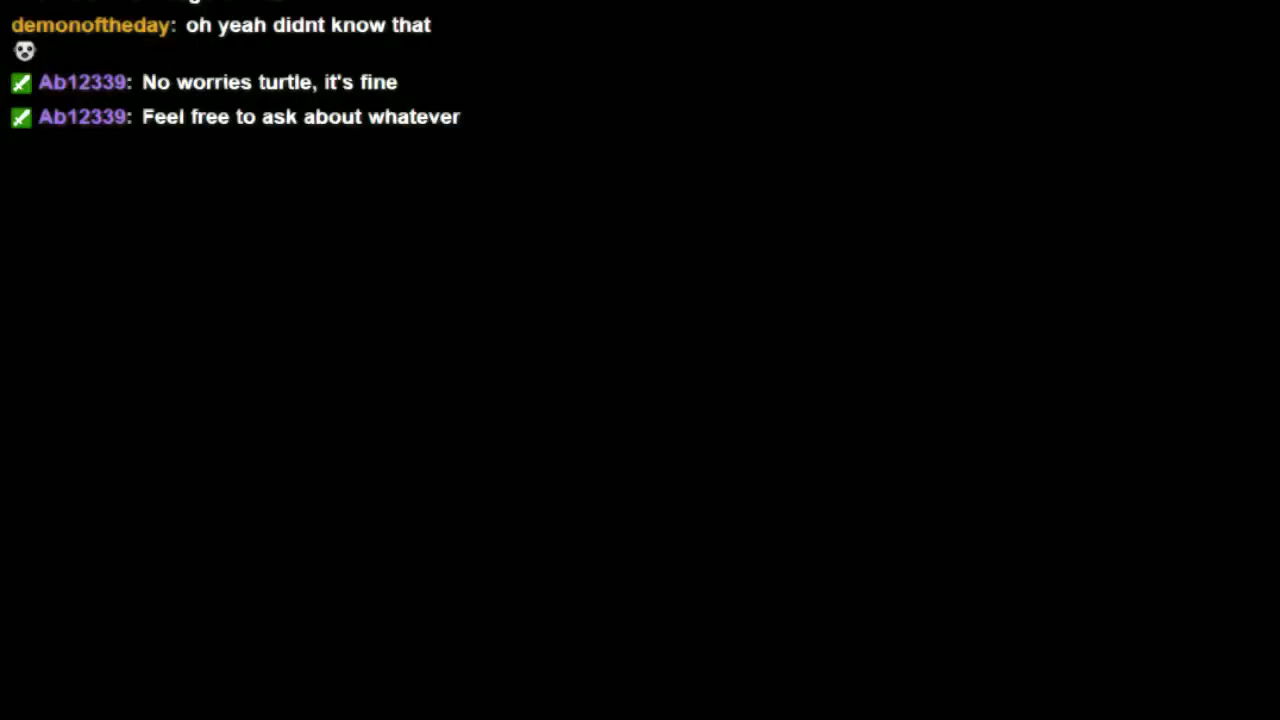 demonoftheday: oh yeah didnt know that
Ab12339: No worries turtle, it's fine
Ab12339: Feel free to ask about whatever